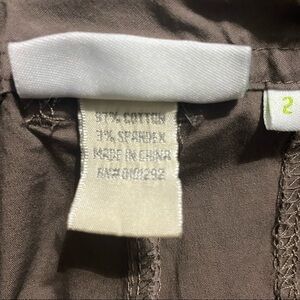 97% COTTON
3% SPANDEX
MADE IN CHINA
RN# 0101292
2